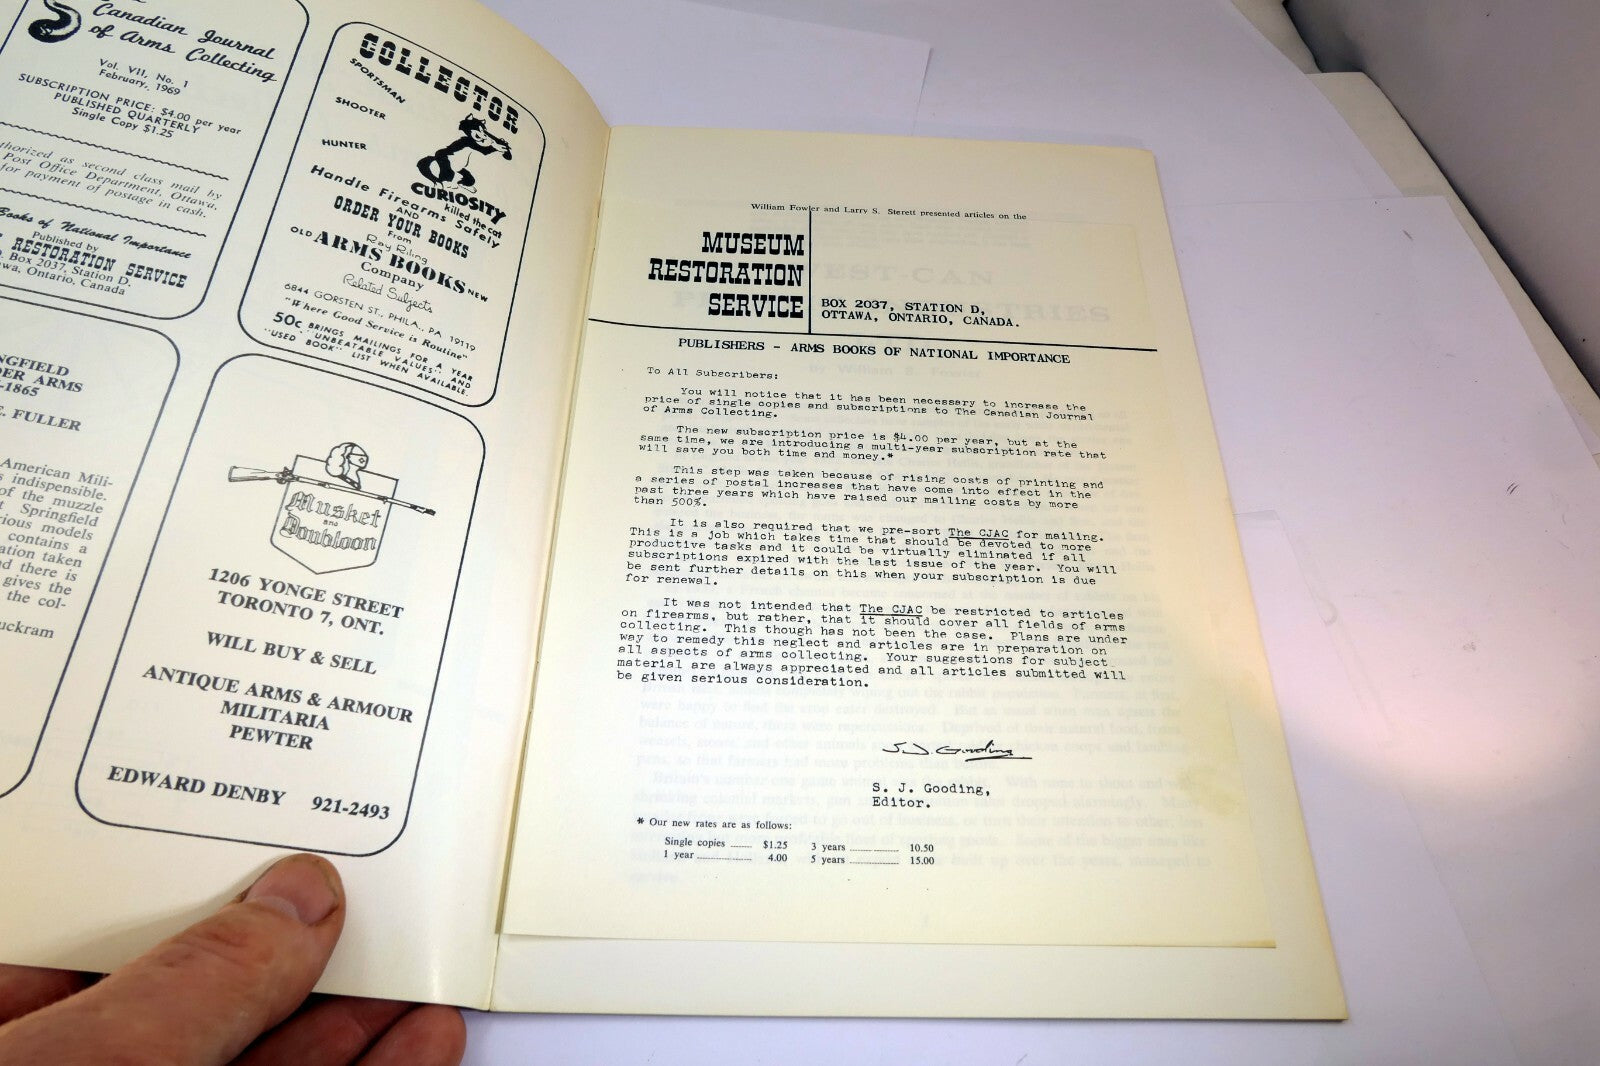 Canadian Journal
of Arms Collecting
Vol. VII, No. 1
February, 1969
SUBSCRIPTION PRICE: $4.00 per year
PUBLISHED QUARTERLY
Single Copy $1.25
as second class mail by
Post Office Department, Ottawa,
for payment of postage in cash.
Books of National Importance
Published by
RESTORATION SERVICE
Box 2037, Station D,
Ontario, Canada
COLLECTOR
SPORTSMAN
SHOOTER
HUNTER
CURIOSITY
killed the cat
Handle Firearms Safely
AND
ORDER YOUR BOOKS
From
Ray Riling
OLD ARMS BOOKS NEW
Company
Related Subjects
6844 GORSTEN ST., PHILA., PA. 19119
"Where Good Service is Routine"
50c BRINGS MAILINGS FOR A YEAR
"UNBEATABLE VALUES" AND
"USED BOOK" LIST WHEN AVAILABLE.
ARMS
-1865
FULLER
American Mili-
indispensible.
of the muzzle
Springfield
models
contains a
taken
there is
gives the
the col-
Musket
and
Doubloon
1206 YONGE STREET
TORONTO 7, ONT.
WILL BUY & SELL
ANTIQUE ARMS & ARMOUR
MILITARIA
PEWTER
EDWARD DENBY 921-2493
William Fowler and Larry S. Sterett presented articles on the
MUSEUM
RESTORATION
SERVICE
BOX 2037, STATION D,
OTTAWA, ONTARIO, CANADA.
PUBLISHERS - ARMS BOOKS OF NATIONAL IMPORTANCE
To All Subscribers:
You will notice that it has been necessary to increase the
price of single copies and subscriptions to The Canadian Journal
of Arms Collecting.
The new subscription price is $4.00 per year, but at the
same time, we are introducing a multi-year subscription rate that
will save you both time and money.*
This step was taken because of rising costs of printing and
a series of postal increases that have come into effect in the
past three years which have raised our mailing costs by more
than 500%.
It is also required that we pre-sort The CJAC for mailing.
This is a job which takes time that should be devoted to more
productive tasks and it could be virtually eliminated if all
subscriptions expired with the last issue of the year. You will
be sent further details on this when your subscription is due
for renewal.
It was not intended that The CJAC be restricted to articles
on firearms, but rather, that it should cover all fields of arms
collecting. This though has not been the case. Plans are under
way to remedy this neglect and articles are in preparation on
all aspects of arms collecting. Your suggestions for subject
material are always appreciated and all articles submitted will
be given serious consideration.
S J Gooding
S. J. Gooding,
Editor.
* Our new rates are as follows:
Single copies ....... $1.25 3 years ............ 10.50
1 year .................. 4.00 5 years ............ 15.00